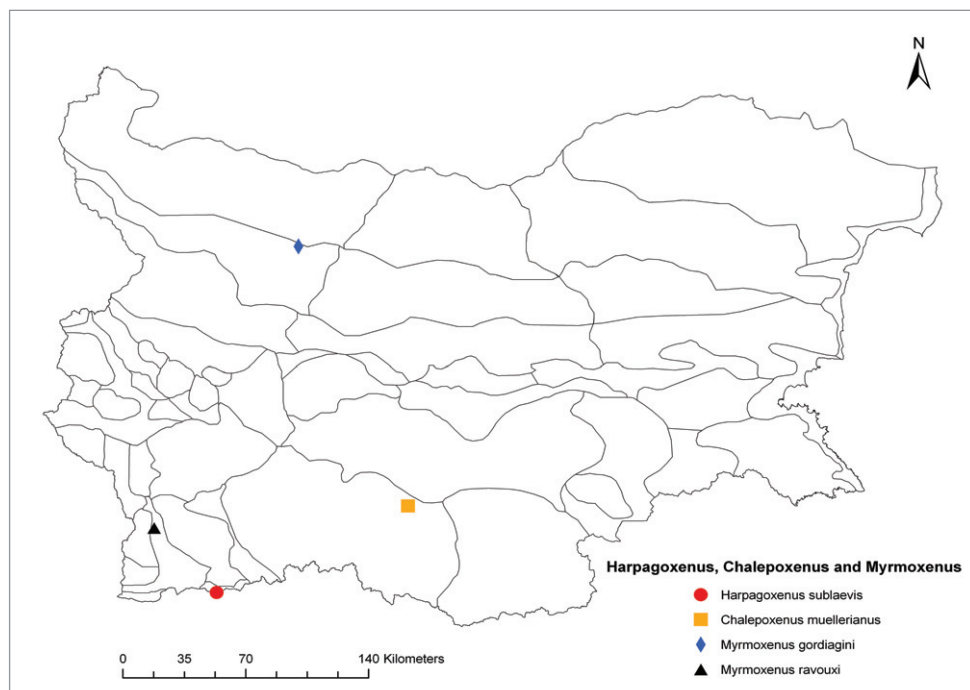 N
Harpagoxenus, Chalepoxenus and Myrmoxenus
Harpagoxenus sublaevis
Chalepoxenus muellerianus
Myrmoxenus gordiagini
Myrmoxenus ravouxi
0 35 70 140 Kilometers